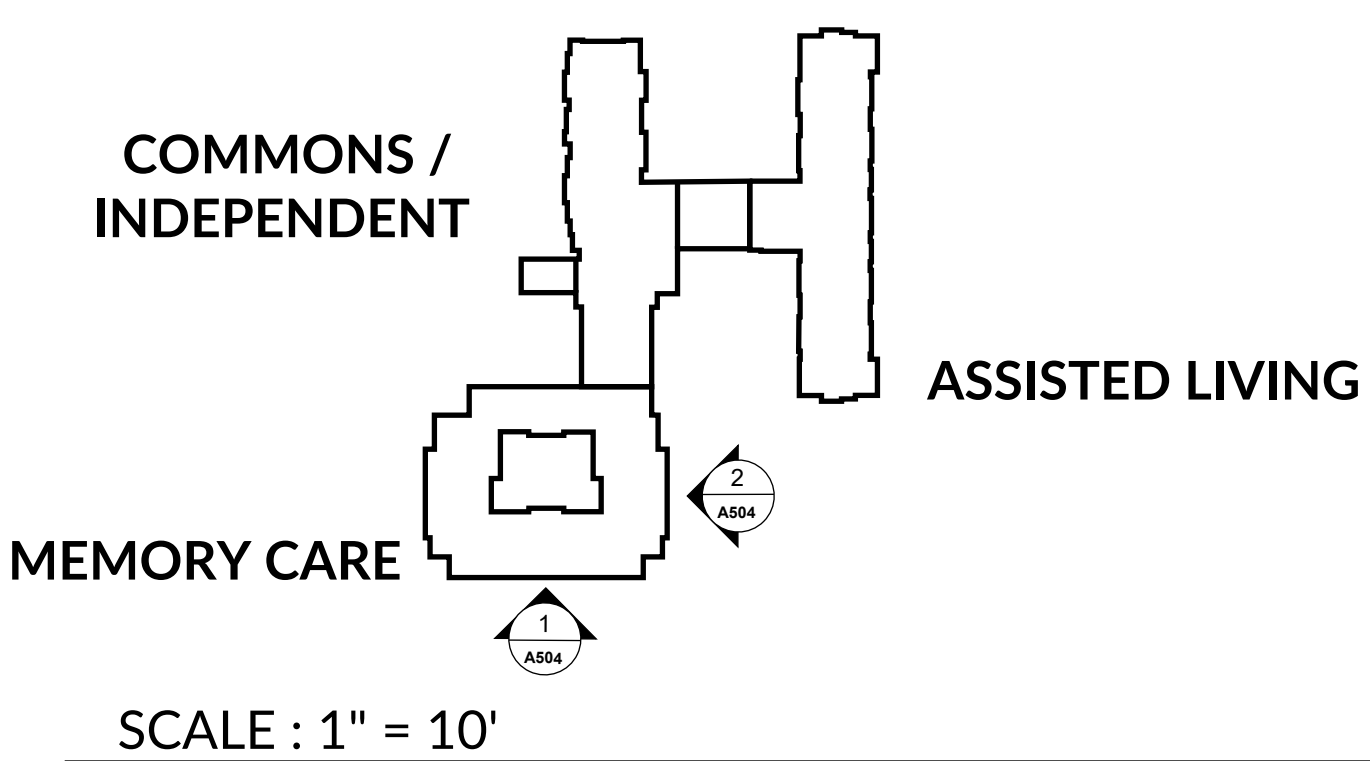 COMMONS /
INDEPENDENT
ASSISTED LIVING
2
A504
MEMORY CARE
1
A504
SCALE : 1" = 10'